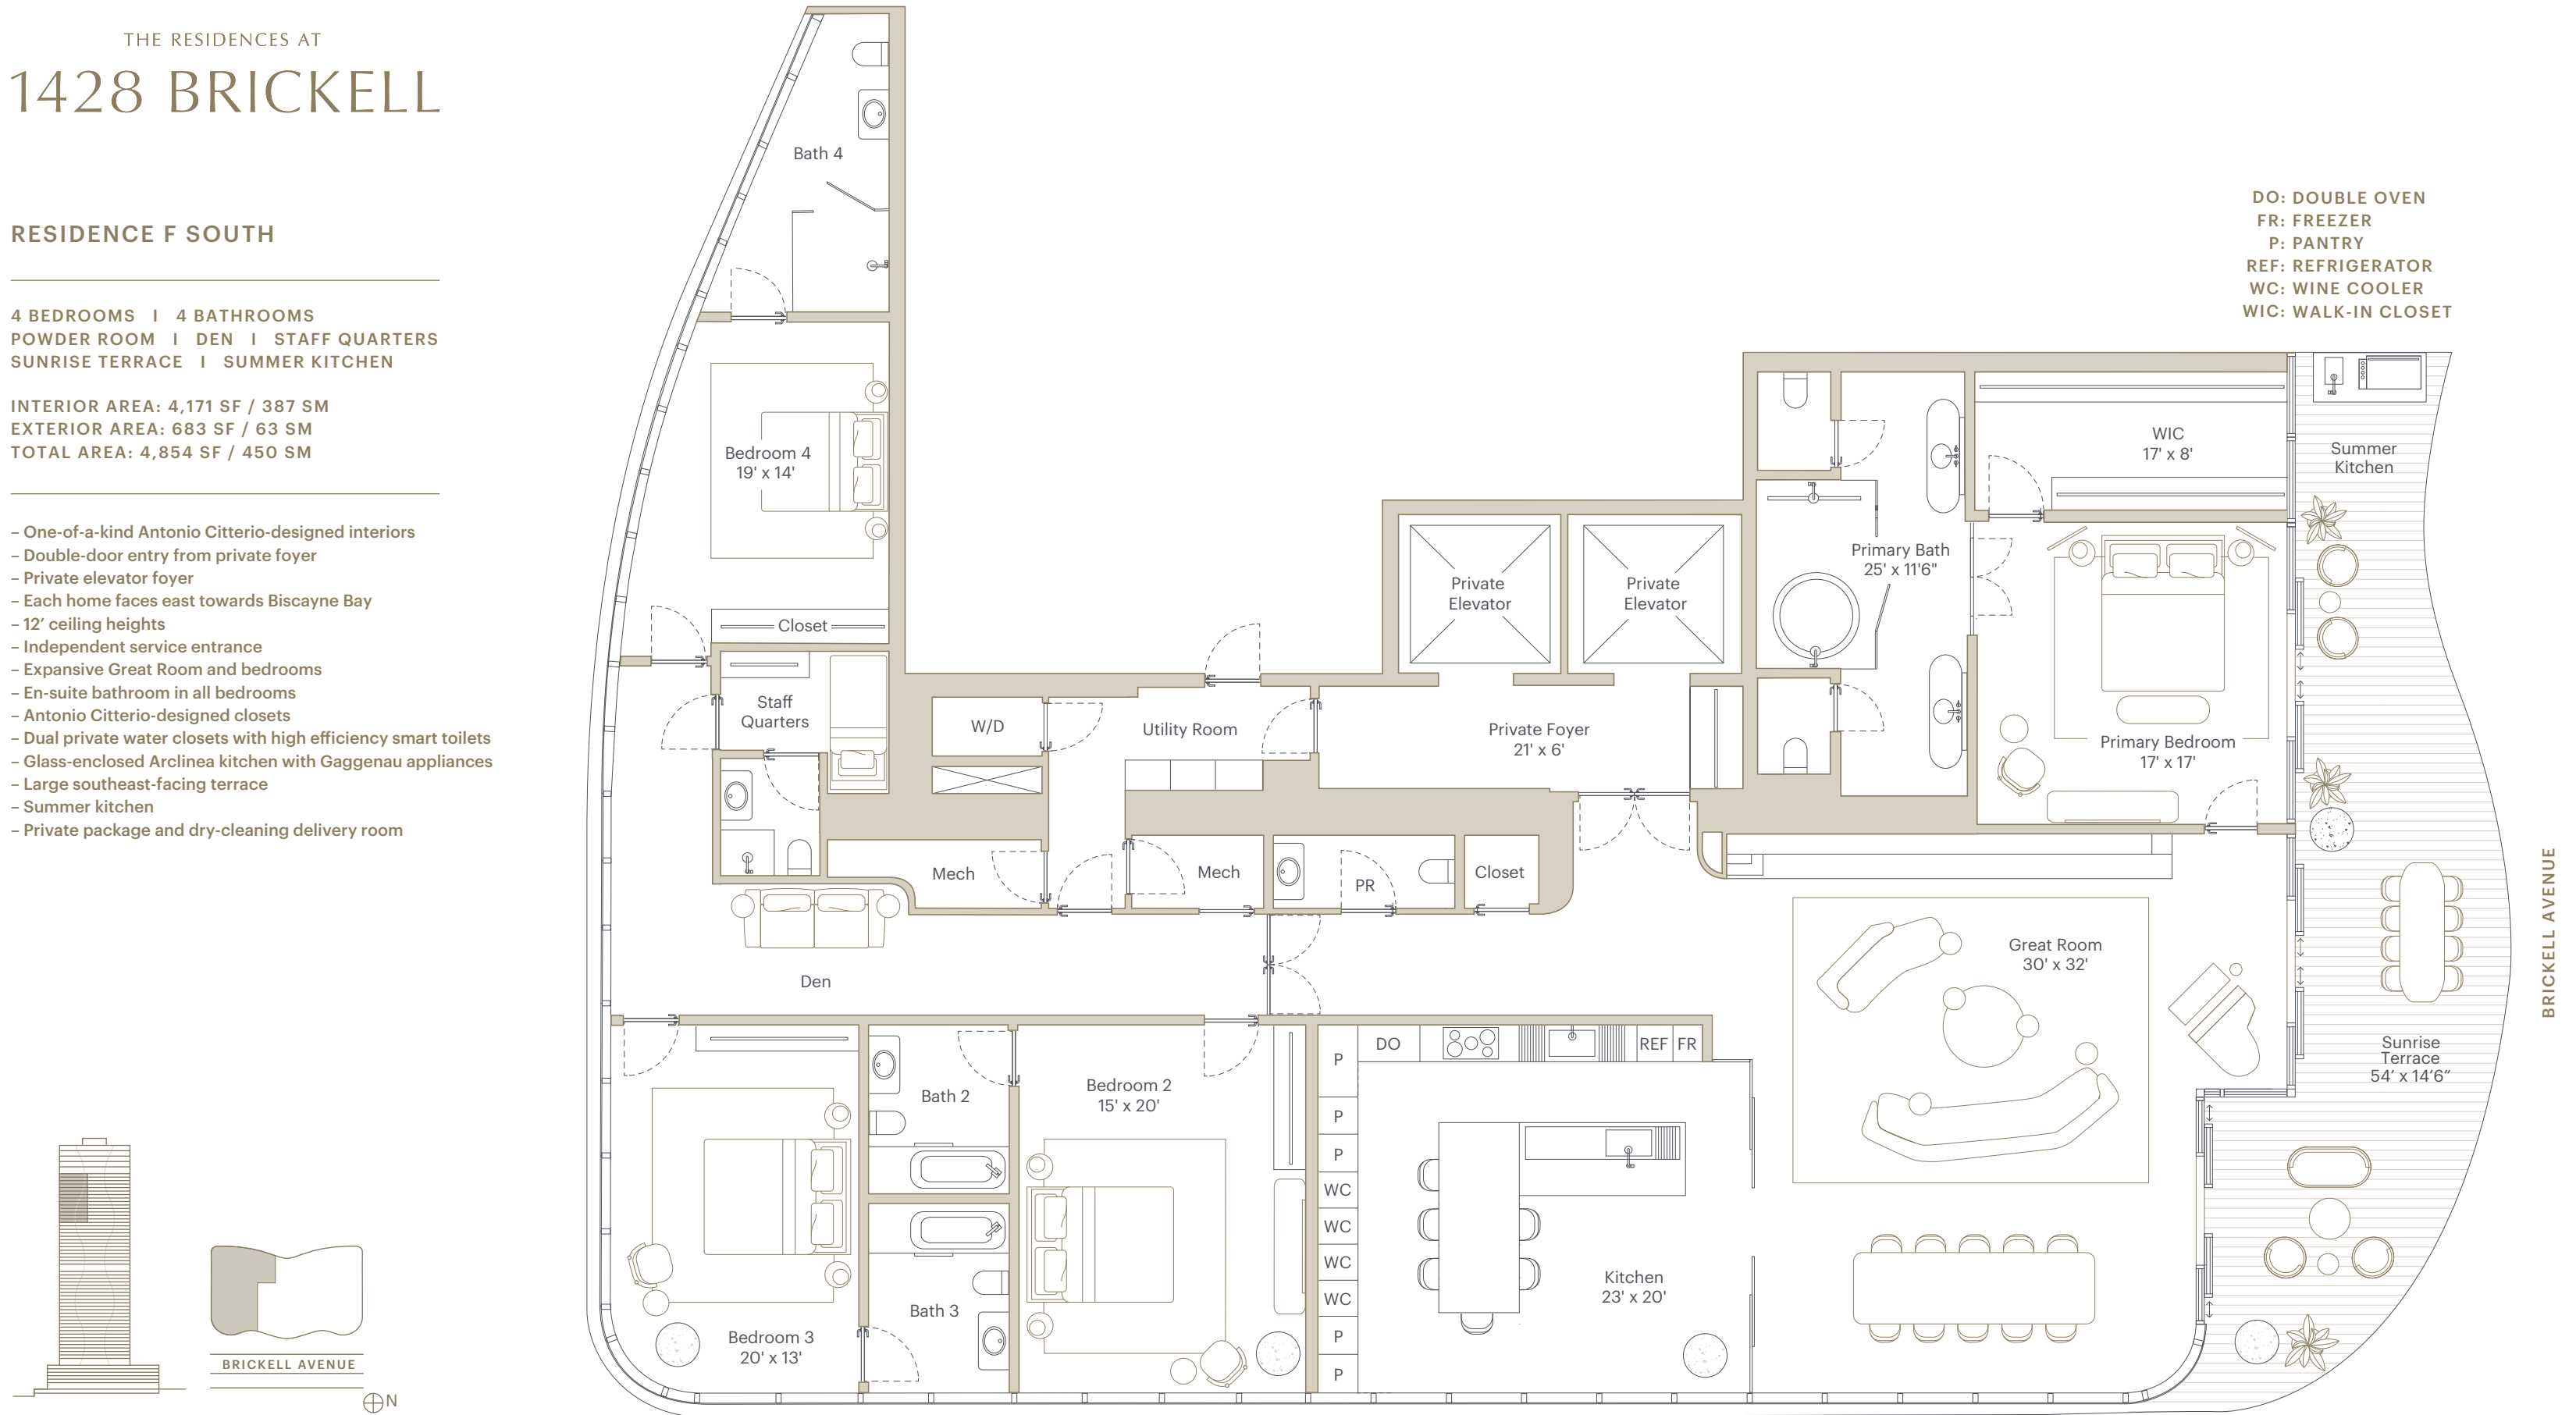 THE RESIDENCES AT
1428 BRICKELL
RESIDENCE F SOUTH
4 BEDROOMS I 4 BATHROOMS
POWDER ROOM I DEN I STAFF QUARTERS
SUNRISE TERRACE I SUMMER KITCHEN
INTERIOR AREA: 4,171 SF / 387 SM
EXTERIOR AREA: 683 SF / 63 SM
TOTAL AREA: 4,854 SF / 450 SM
– One-of-a-kind Antonio Citterio-designed interiors
– Double-door entry from private foyer
– Private elevator foyer
– Each home faces east towards Biscayne Bay
– 12’ ceiling heights
– Independent service entrance
– Expansive Great Room and bedrooms
– En-suite bathroom in all bedrooms
– Antonio Citterio-designed closets
– Dual private water closets with high efficiency smart toilets
– Glass-enclosed Arclinea kitchen with Gaggenau appliances
– Large southeast-facing terrace
– Summer kitchen
– Private package and dry-cleaning delivery room
BRICKELL AVENUE
N
DO: DOUBLE OVEN
FR: FREEZER
P: PANTRY
REF: REFRIGERATOR
WC: WINE COOLER
WIC: WALK-IN CLOSET
Bath 4
Bedroom 4
19' x 14'
Closet
Staff
Quarters
W/D
Utility Room
Private
Elevator
Private
Elevator
Private Foyer
21' x 6'
Primary Bath
25' x 11'6"
WIC
17' x 8'
Summer
Kitchen
Primary Bedroom
17' x 17'
Mech
Mech
PR
Closet
Den
Great Room
30' x 32'
Sunrise
Terrace
54’ x 14’6”
BRICKELL AVENUE
Bath 2
Bedroom 2
15' x 20'
Bath 3
Bedroom 3
20' x 13'
DO
REF
FR
P
P
P
WC
WC
WC
WC
P
P
Kitchen
23' x 20'